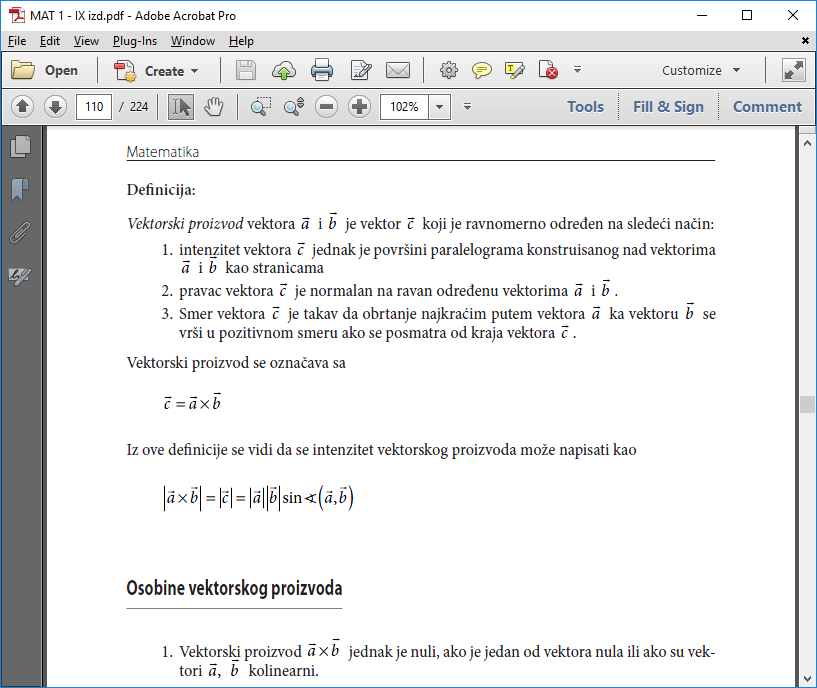 MAT 1 - IX izd.pdf - Adobe Acrobat Pro
File Edit View Plug-Ins Window Help
Open Create Customize
110 / 224 102% Tools Fill & Sign Comment
Matematika
Definicija:
Vektorski proizvod vektora a⃗ i b⃗ je vektor c⃗ koji je ravnomerno određen na sledeći način:
1. intenzitet vektora c⃗ jednak je površini paralelograma konstruisanog nad vektorima
a⃗ i b⃗ kao stranicama
2. pravac vektora c⃗ je normalan na ravan određenu vektorima a⃗ i b⃗ .
3. Smer vektora c⃗ je takav da obrtanje najkraćim putem vektora a⃗ ka vektoru b⃗ se
vrši u pozitivnom smeru ako se posmatra od kraja vektora c⃗ .
Vektorski proizvod se označava sa
c⃗ = a⃗ × b⃗
Iz ove definicije se vidi da se intenzitet vektorskog proizvoda može napisati kao
|a⃗ × b⃗| = |c⃗| = |a⃗||b⃗| sin ∢(a⃗, b⃗)
Osobine vektorskog proizvoda
1. Vektorski proizvod a⃗ × b⃗ jednak je nuli, ako je jedan od vektora nula ili ako su vek-
tori a⃗, b⃗ kolinearni.